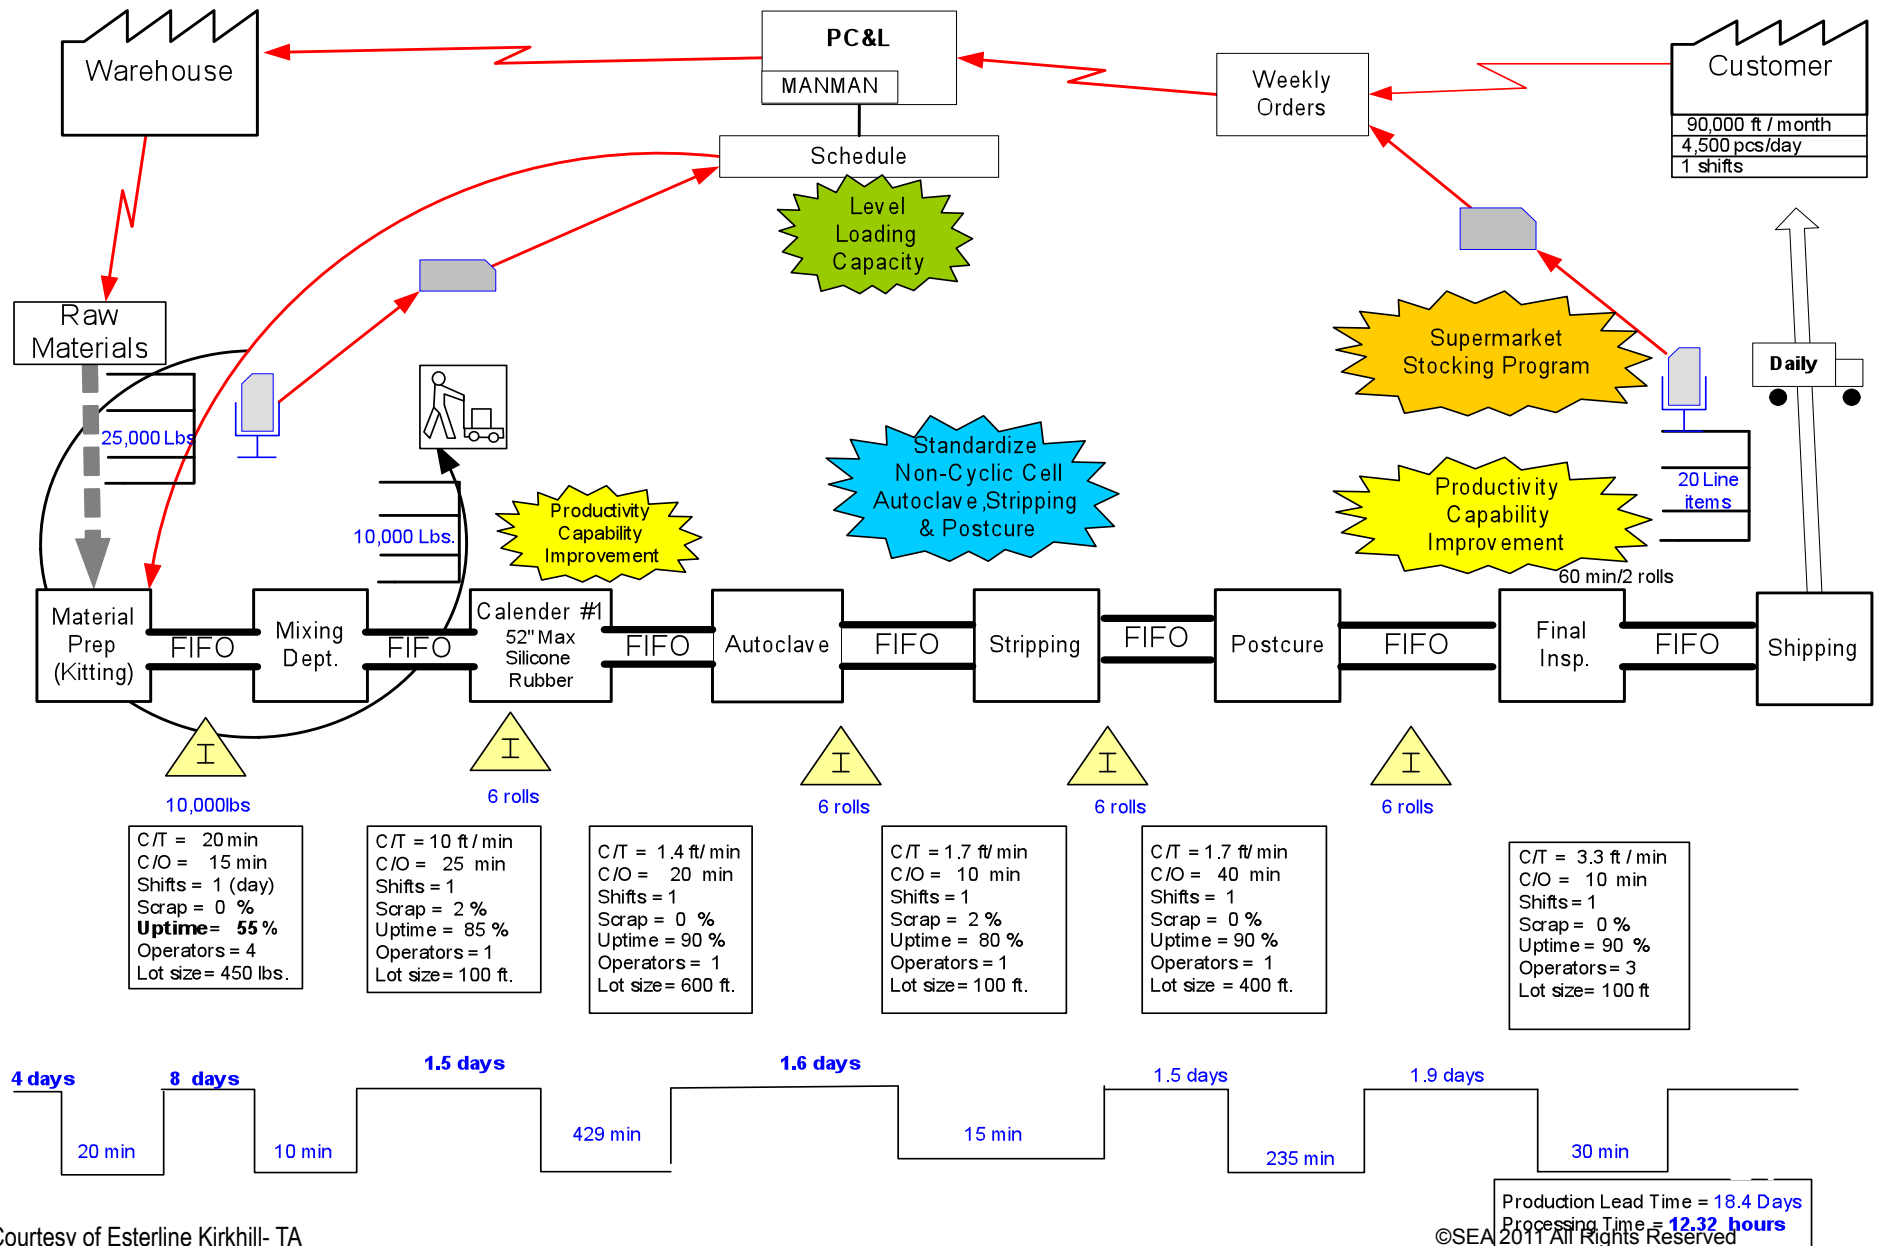 Warehouse
PC&L
MANMAN
Schedule
Weekly
Orders
Customer
90,000 ft / month
4,500 pcs/day
1 shifts
Level
Loading
Capacity
Raw
Materials
25,000 Lbs
10,000 Lbs.
Productivity
Capability
Improvement
Standardize
Non-Cyclic Cell
Autoclave,Stripping
& Postcure
Supermarket
Stocking Program
Productivity
Capability
Improvement
20 Line
items
Daily
60 min/2 rolls
Material
Prep
(Kitting)
FIFO
Mixing
Dept.
FIFO
Calender #1
52" Max
Silicone
Rubber
FIFO
Autoclave
FIFO
Stripping
FIFO
Postcure
FIFO
Final
Insp.
FIFO
Shipping
I
10,000lbs
I
6 rolls
I
6 rolls
I
6 rolls
I
6 rolls
C/T = 20 min
C/O = 15 min
Shifts = 1 (day)
Scrap = 0 %
Uptime = 55 %
Operators = 4
Lot size = 450 lbs.
C/T = 10 ft / min
C/O = 25 min
Shifts = 1
Scrap = 2 %
Uptime = 85 %
Operators = 1
Lot size = 100 ft.
C/T = 1.4 ft/ min
C/O = 20 min
Shifts = 1
Scrap = 0 %
Uptime = 90 %
Operators = 1
Lot size = 600 ft.
C/T = 1.7 ft/ min
C/O = 10 min
Shifts = 1
Scrap = 2 %
Uptime = 80 %
Operators = 1
Lot size = 100 ft.
C/T = 1.7 ft/ min
C/O = 40 min
Shifts = 1
Scrap = 0 %
Uptime = 90 %
Operators = 1
Lot size = 400 ft.
C/T = 3.3 ft / min
C/O = 10 min
Shifts = 1
Scrap = 0 %
Uptime = 90 %
Operators = 3
Lot size= 100 ft
4 days
20 min
8 days
10 min
1.5 days
429 min
1.6 days
15 min
1.5 days
235 min
1.9 days
30 min
Production Lead Time = 18.4 Days
Processing Time = 12.32 hours
Courtesy of Esterline Kirkhill- TA
©SEA 2011 All Rights Reserved